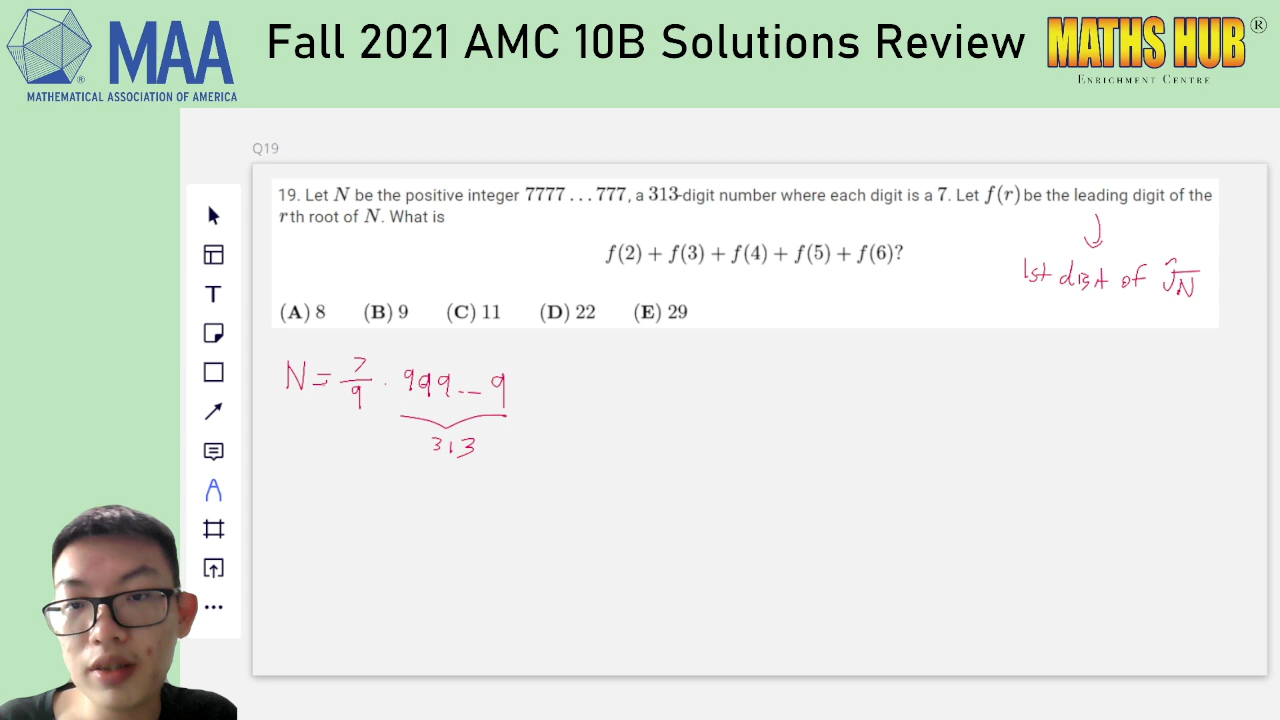 MAA
MATHEMATICAL ASSOCIATION OF AMERICA
Fall 2021 AMC 10B Solutions Review
MATHS HUB®
ENRICHMENT CENTRE
Q19
19. Let N be the positive integer 7777 . . . 777, a 313-digit number where each digit is a 7. Let f(r) be the leading digit of the
rth root of N. What is
f(2) + f(3) + f(4) + f(5) + f(6)?
(A) 8 (B) 9 (C) 11 (D) 22 (E) 29
1st digit of ʳ√N
N = 7/9 · 999...9
313
T